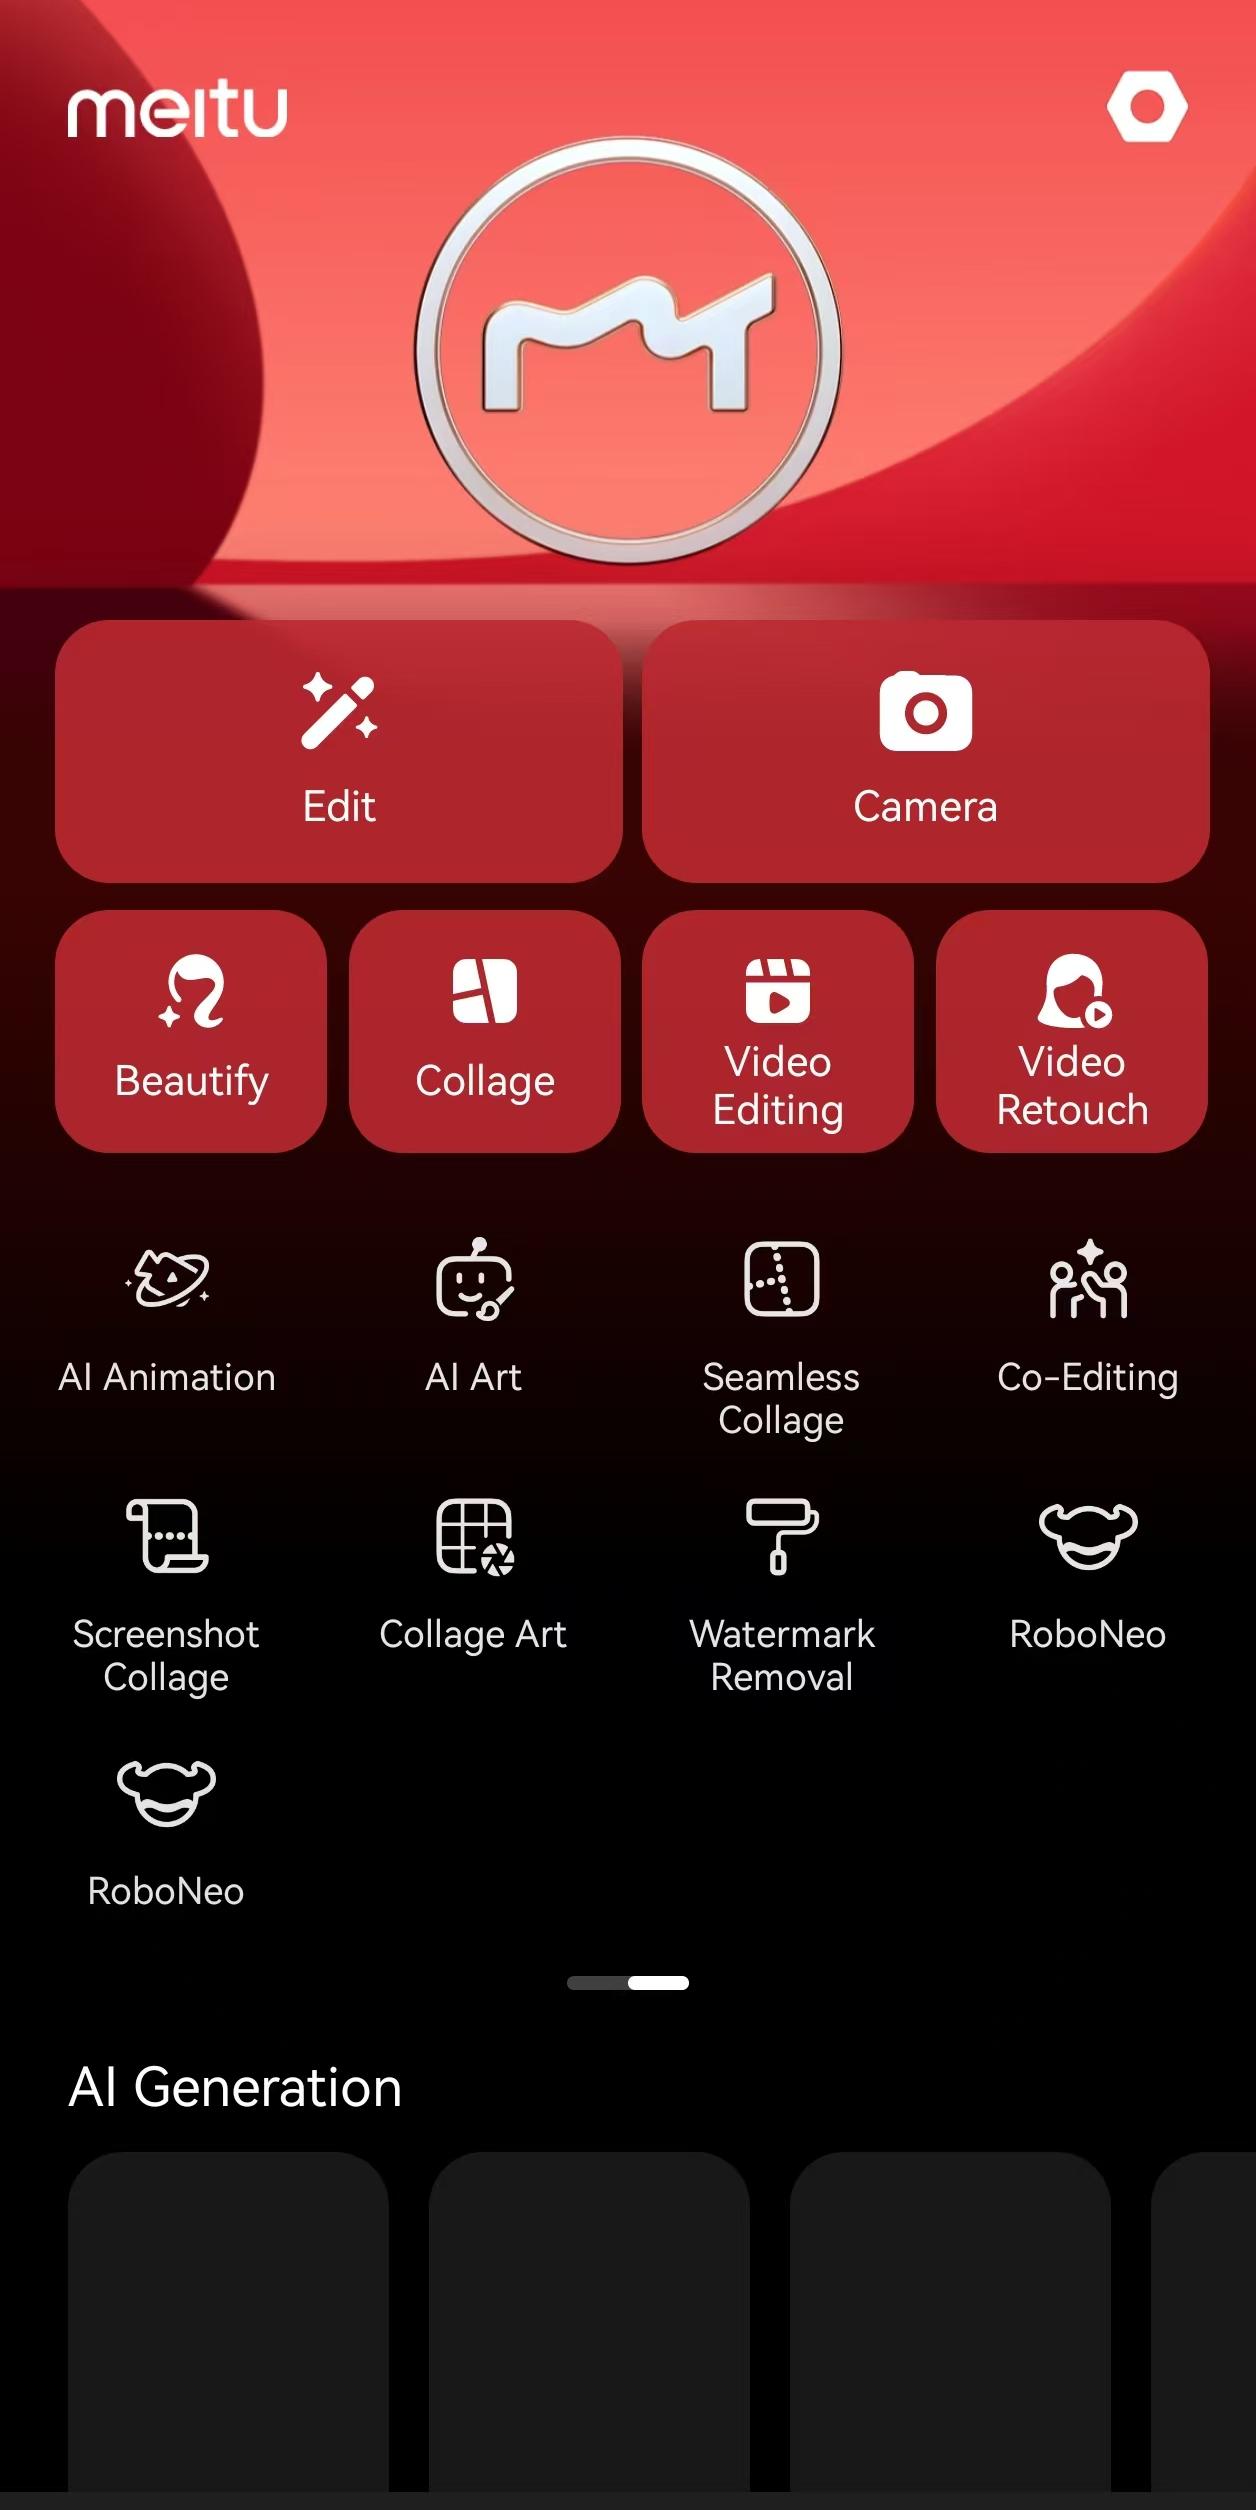 meitu
Edit
Camera
Beautify
Collage
Video
Editing
Video
Retouch
AI Animation
AI Art
Seamless
Collage
Co-Editing
Screenshot
Collage
Collage Art
Watermark
Removal
RoboNeo
RoboNeo
AI Generation